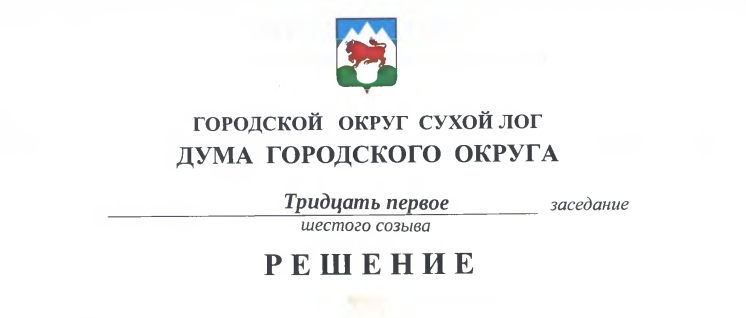 ГОРОДСКОЙ ОКРУГ СУХОЙ ЛОГ
ДУМА ГОРОДСКОГО ОКРУГА
Тридцать первое заседание
шестого созыва
РЕШЕНИЕ